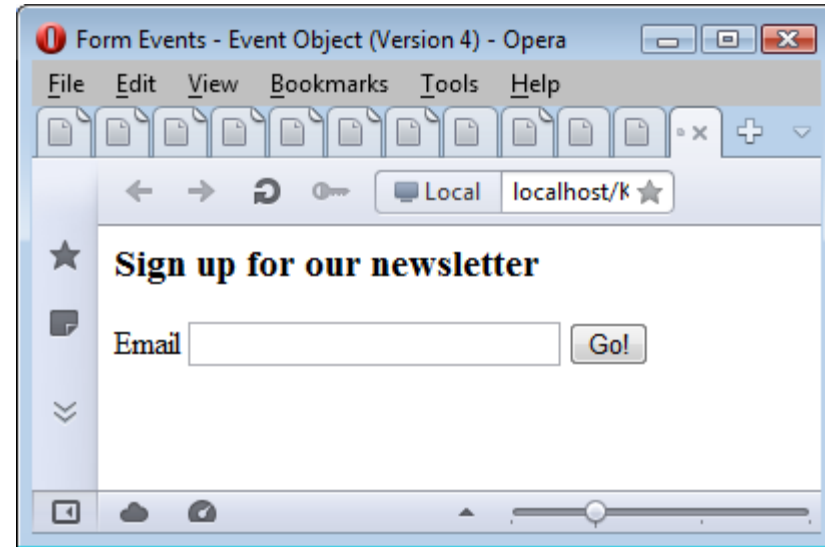 Form Events - Event Object (Version 4) - Opera
File Edit View Bookmarks Tools Help
Local localhost/K
Sign up for our newsletter
Email Go!